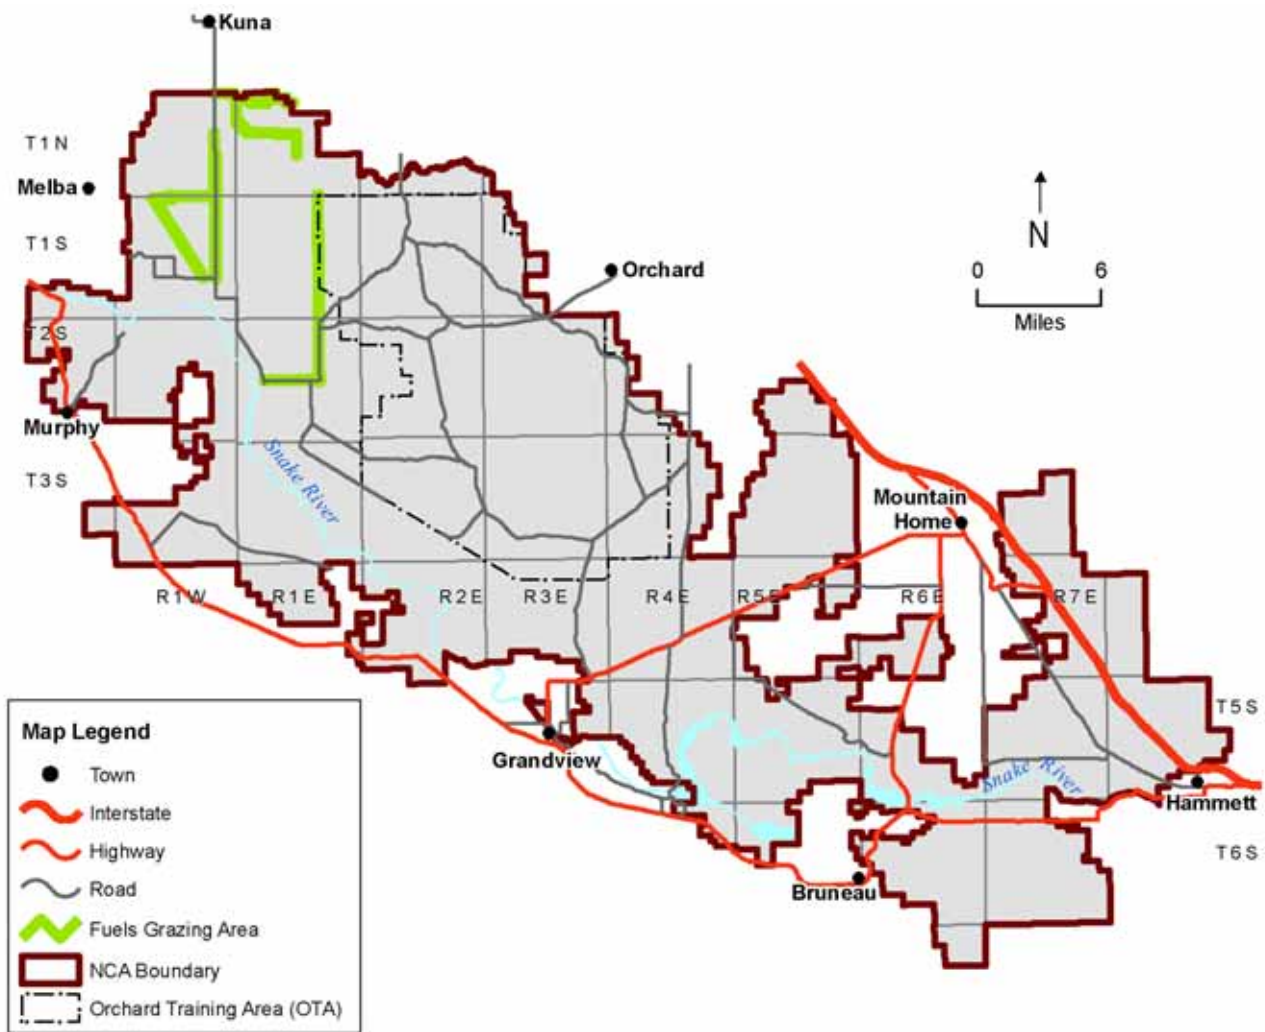 Kuna
T1N
Melba
T1S
N
Orchard
0 6
Miles
T2S
Murphy
Snake River
T3S
Mountain
Home
R1W R1E R2E R3E R4E R5E R6E R7E
T5S
Map Legend
Grandview
Town
Snake River
Interstate
Hammett
Highway
T6S
Road
Bruneau
Fuels Grazing Area
NCA Boundary
Orchard Training Area (OTA)